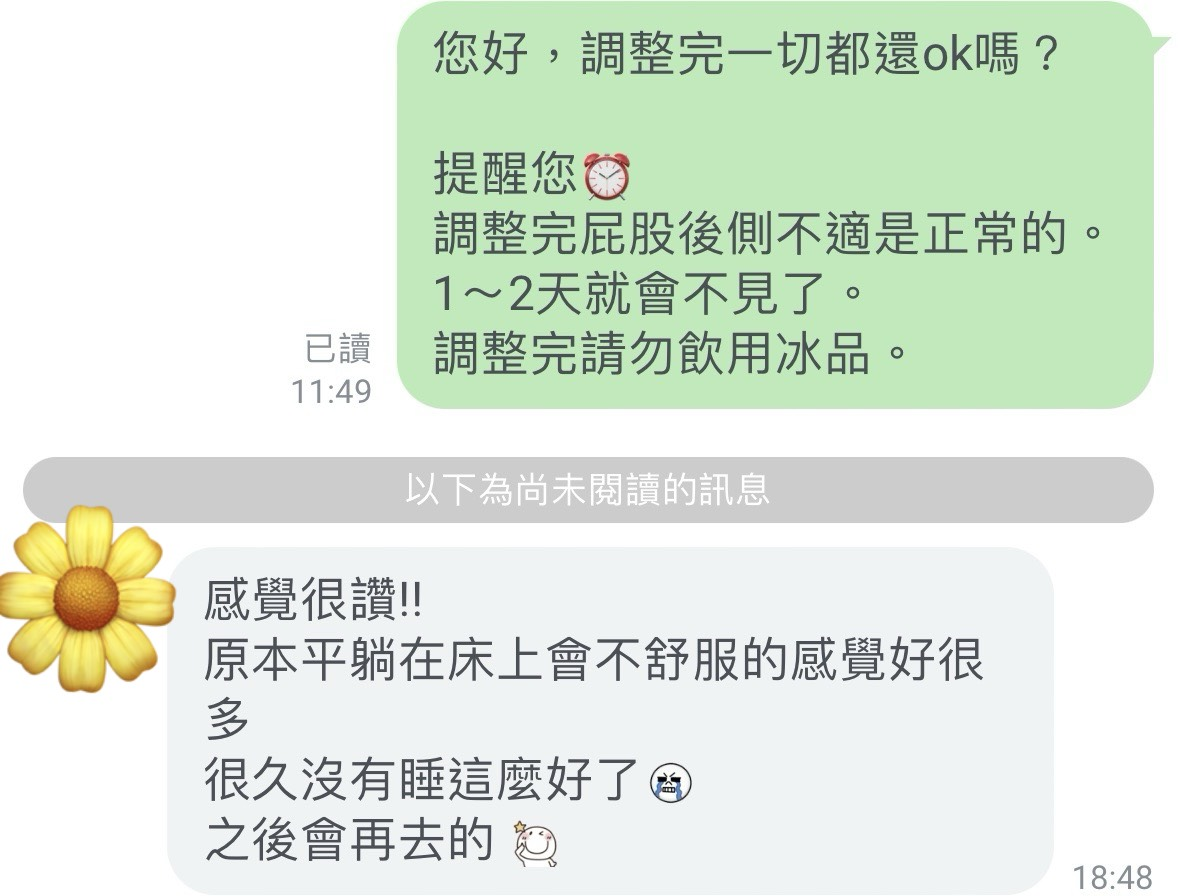 您好，調整完一切都還ok嗎？
提醒您⏰
調整完屁股後側不適是正常的。
1～2天就會不見了。
調整完請勿飲用冰品。
已讀
11:49
以下為尚未閱讀的訊息
感覺很讚!!
原本平躺在床上會不舒服的感覺好很
多
很久沒有睡這麼好了
之後會再去的
18:48